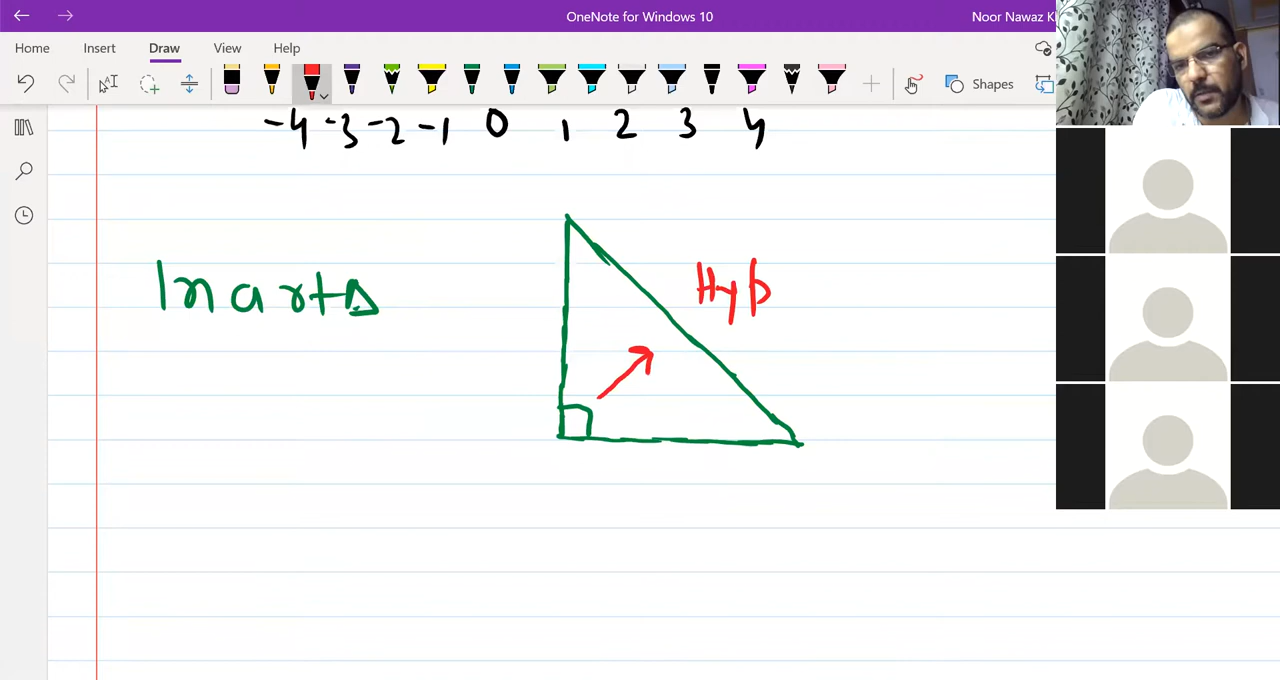 OneNote for Windows 10
Noor Nawaz K
Home Insert Draw View Help
Shapes
-4 -3 -2 -1 0 1 2 3 4
In a rt Δ
Hyp